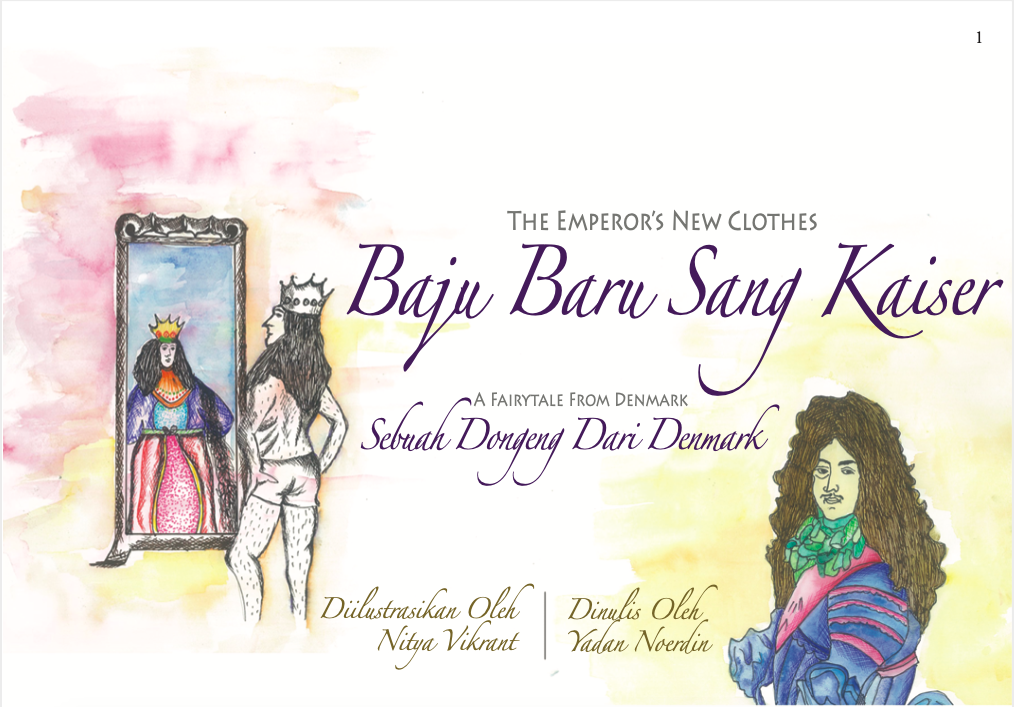 1
The Emperor's New Clothes
Baju Baru Sang Kaiser
A Fairytale From Denmark
Sebuah Dongeng Dari Denmark
Diilustrasikan Oleh
Nitya Vikrant
Dinulis Oleh
Yadan Noerdin